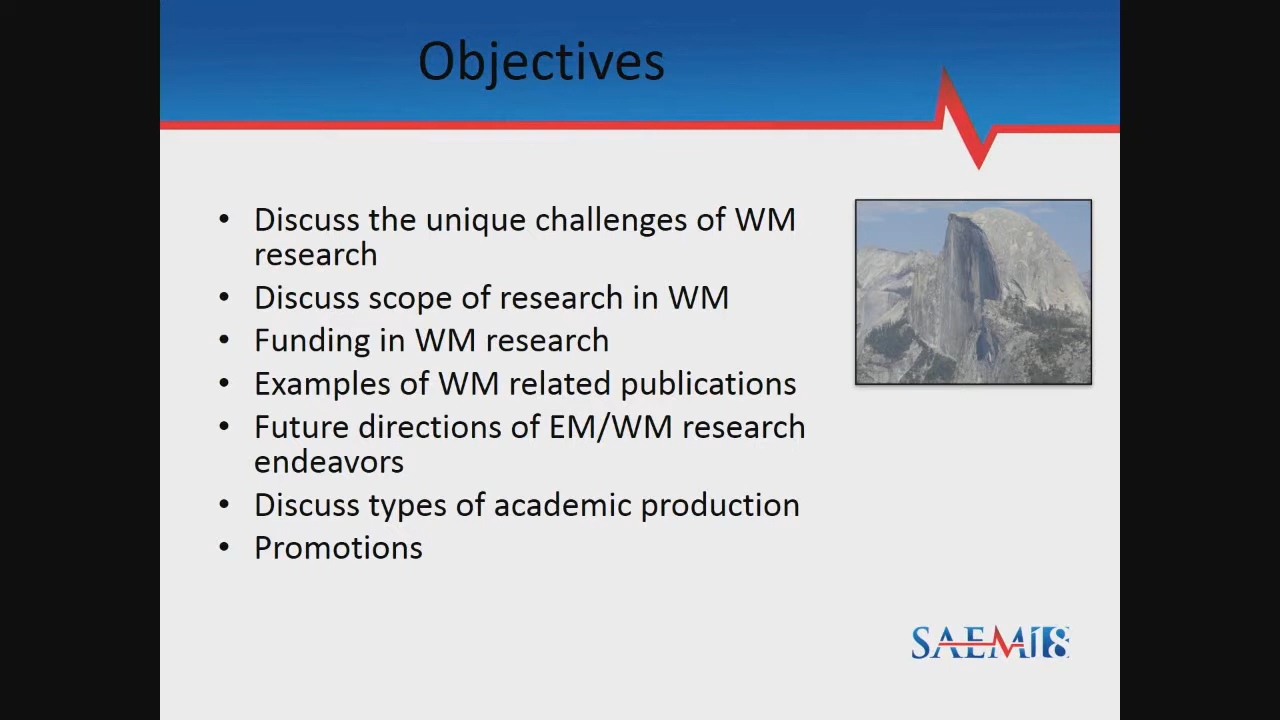 Objectives
• Discuss the unique challenges of WM
research
• Discuss scope of research in WM
• Funding in WM research
• Examples of WM related publications
• Future directions of EM/WM research
endeavors
• Discuss types of academic production
• Promotions
SAEM18